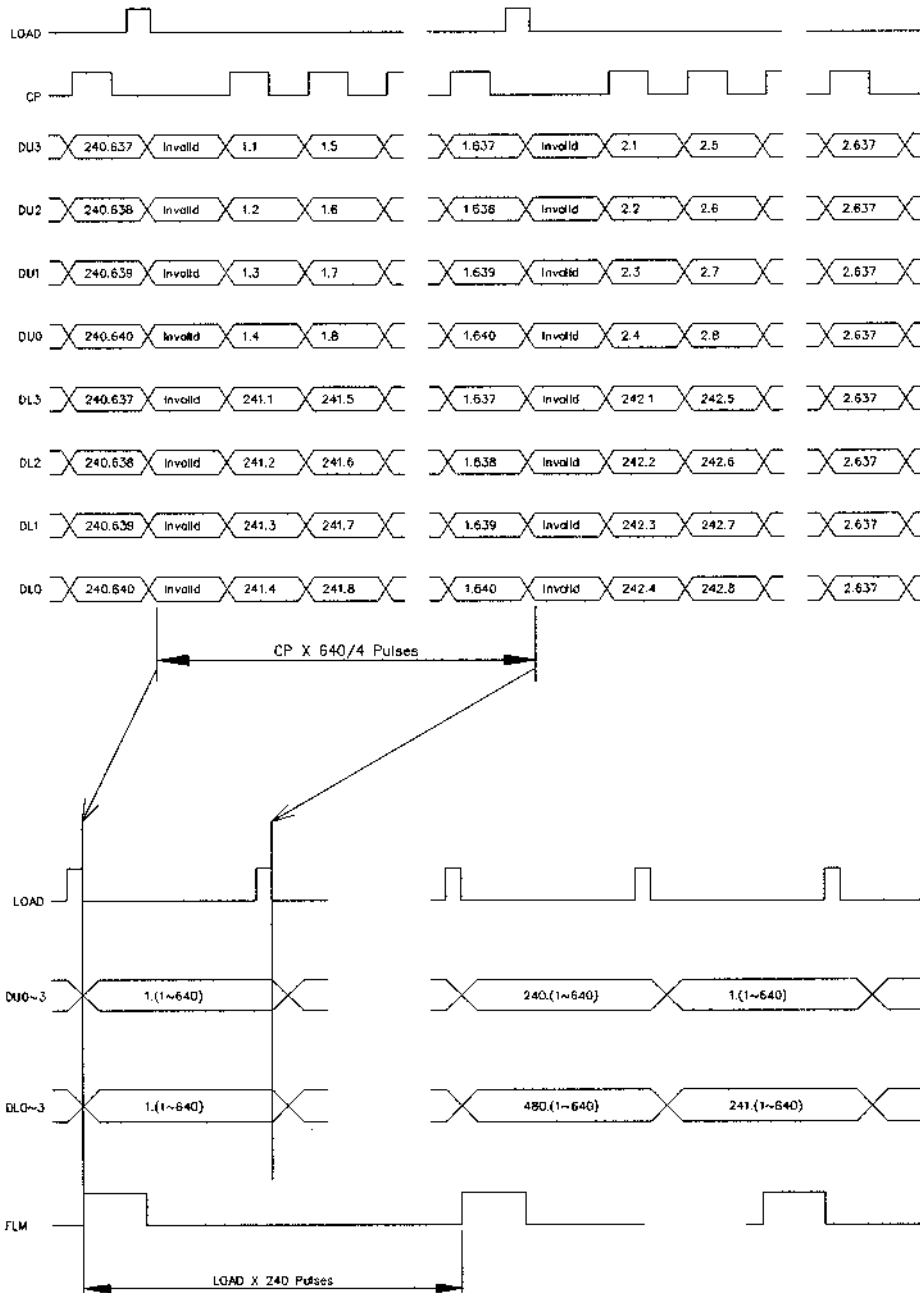 LOAD
CP
DU3 240.637 Invalid 1.1 1.5 1.637 Invalid 2.1 2.5 2.637
DU2 240.638 Invalid 1.2 1.6 1.638 Invalid 2.2 2.6 2.637
DU1 240.639 Invalid 1.3 1.7 1.639 Invalid 2.3 2.7 2.637
DU0 240.640 Invalid 1.4 1.8 1.640 Invalid 2.4 2.8 2.637
DL3 240.637 Invalid 241.1 241.5 1.637 Invalid 242.1 242.5 2.637
DL2 240.638 Invalid 241.2 241.6 1.638 Invalid 242.2 242.6 2.637
DL1 240.639 Invalid 241.3 241.7 1.639 Invalid 242.3 242.7 2.637
DL0 240.640 Invalid 241.4 241.8 1.640 Invalid 242.4 242.8 2.637
CP X 640/4 Pulses
LOAD
DU0~3 1.(1~640) 240.(1~640) 1.(1~640)
DL0~3 1.(1~640) 480.(1~640) 241.(1~640)
FLM
LOAD X 240 Pulses